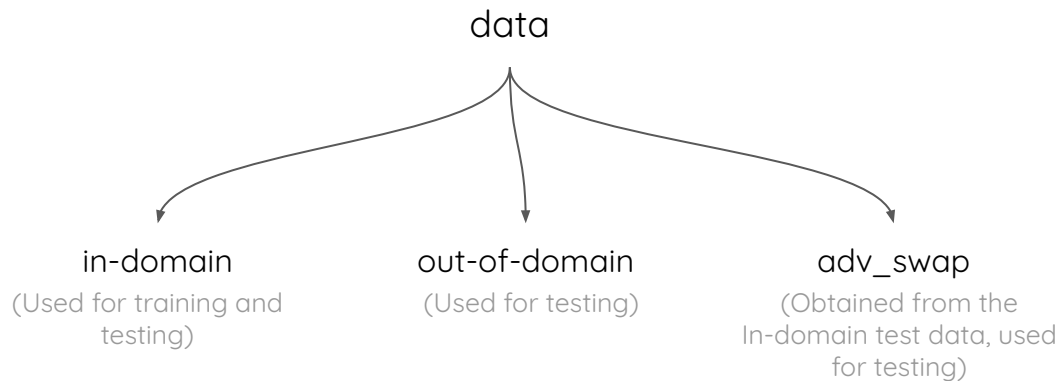 data
in-domain
(Used for training and
testing)
out-of-domain
(Used for testing)
adv_swap
(Obtained from the
In-domain test data, used
for testing)